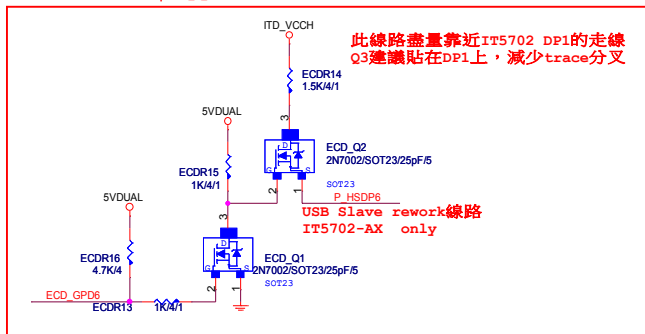 ITD_VCCH
此線路盡量靠近IT5702 DP1的走線
Q3建議貼在DP1上，減少trace分叉
ECDR14
1.5K/4/1
5VDUAL
3
D
G
S
ECD_Q2
2N7002/SOT23/25pF/5
SOT23
ECDR15
1K/4/1
2
1
P_HSDP6
USB Slave rework線路
IT5702-AX only
5VDUAL
3
D
G
S
ECD_Q1
2N7002/SOT23/25pF/5
SOT23
ECDR16
4.7K/4
2
1
ECD_GPD6
ECDR13
1K/4/1